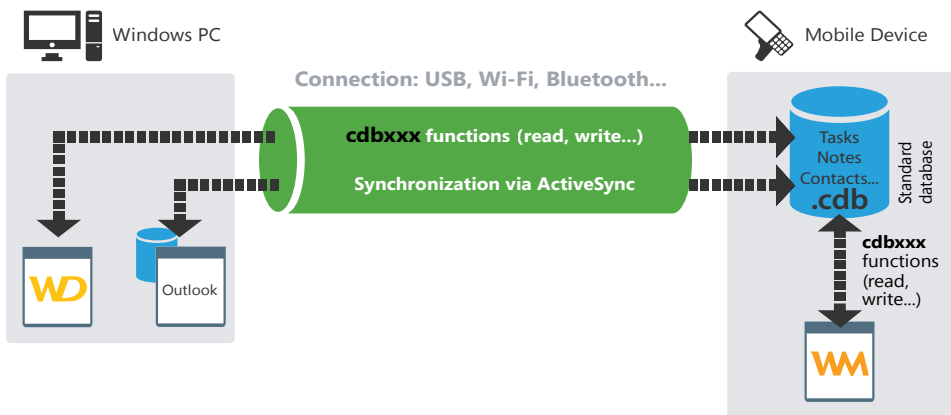 Windows PC
Mobile Device
Connection: USB, Wi-Fi, Bluetooth...
cdbxxx functions (read, write...)
Synchronization via ActiveSync
Tasks
Notes
Contacts...
.cdb
Standard
database
WD
Outlook
cdbxxx
functions
(read,
write...)
WM